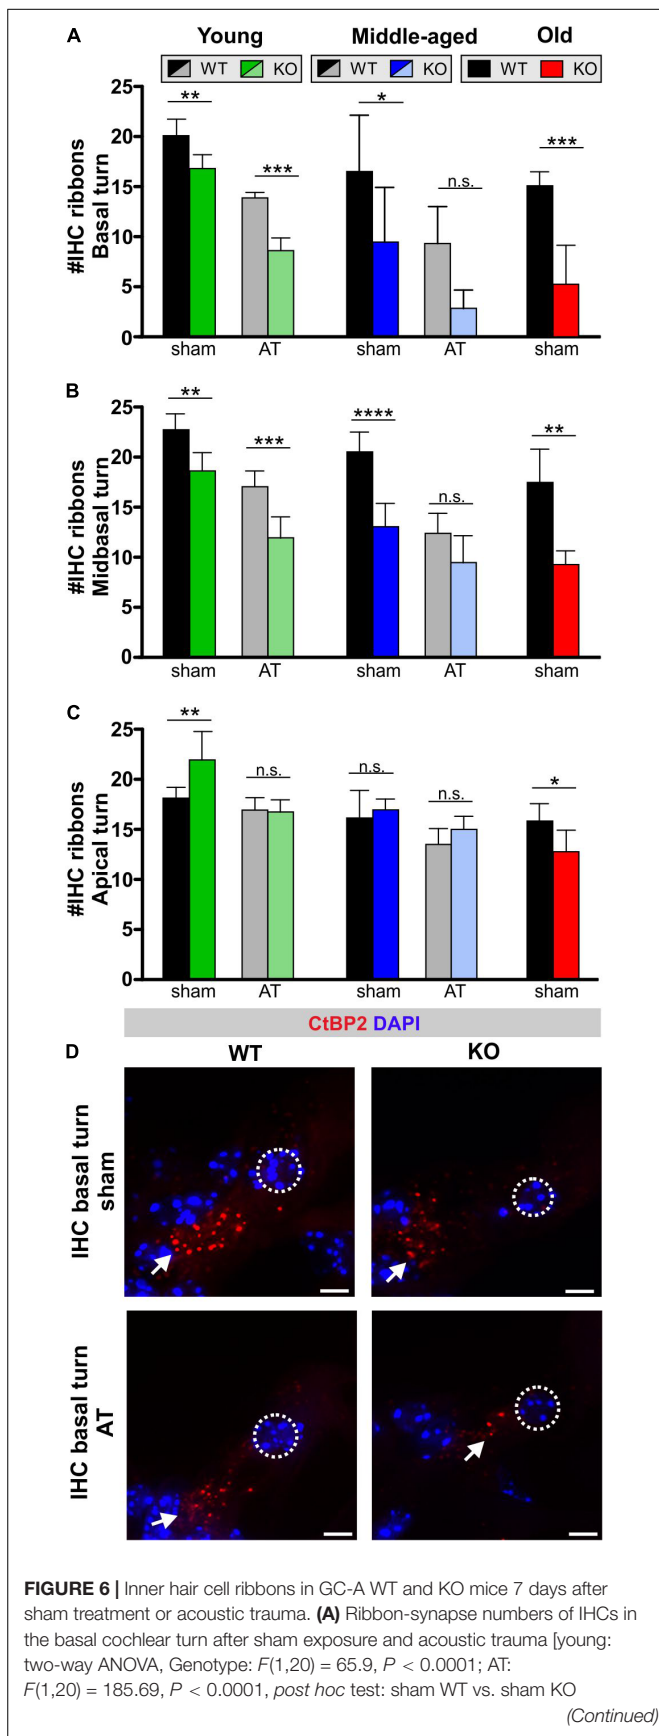 A Young Middle-aged Old
WT KO WT KO WT KO
#IHC ribbons
Basal turn
25
20
15
10
5
0
** *** * n.s. ***
sham AT sham AT sham
B
#IHC ribbons
Midbasal turn
25
20
15
10
5
0
** *** **** n.s. **
sham AT sham AT sham
C
#IHC ribbons
Apical turn
25
20
15
10
5
0
** n.s. n.s. n.s. *
sham AT sham AT sham
CtBP2 DAPI
D WT KO
IHC basal turn
sham
IHC basal turn
AT
FIGURE 6 | Inner hair cell ribbons in GC-A WT and KO mice 7 days after
sham treatment or acoustic trauma. (A) Ribbon-synapse numbers of IHCs in
the basal cochlear turn after sham exposure and acoustic trauma [young:
two-way ANOVA, Genotype: F(1,20) = 65.9, P < 0.0001; AT:
F(1,20) = 185.69, P < 0.0001, post hoc test: sham WT vs. sham KO
(Continued)